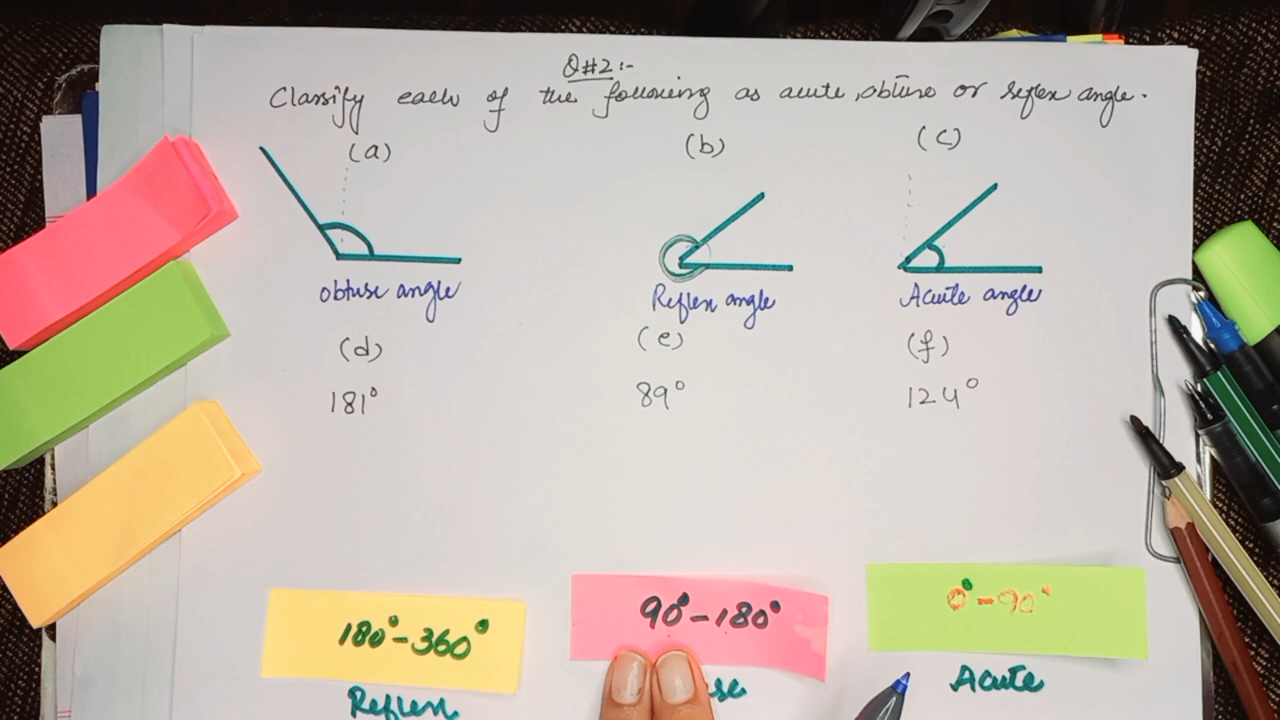 Q#2:-
Classify each of the following as acute, obtuse or reflex angle.
(a) (b) (c)
obtuse angle Reflex angle Acute angle
(d) (e) (f)
181° 89° 124°
180°-360° 90°-180° 0°-90°
Reflex se Acute